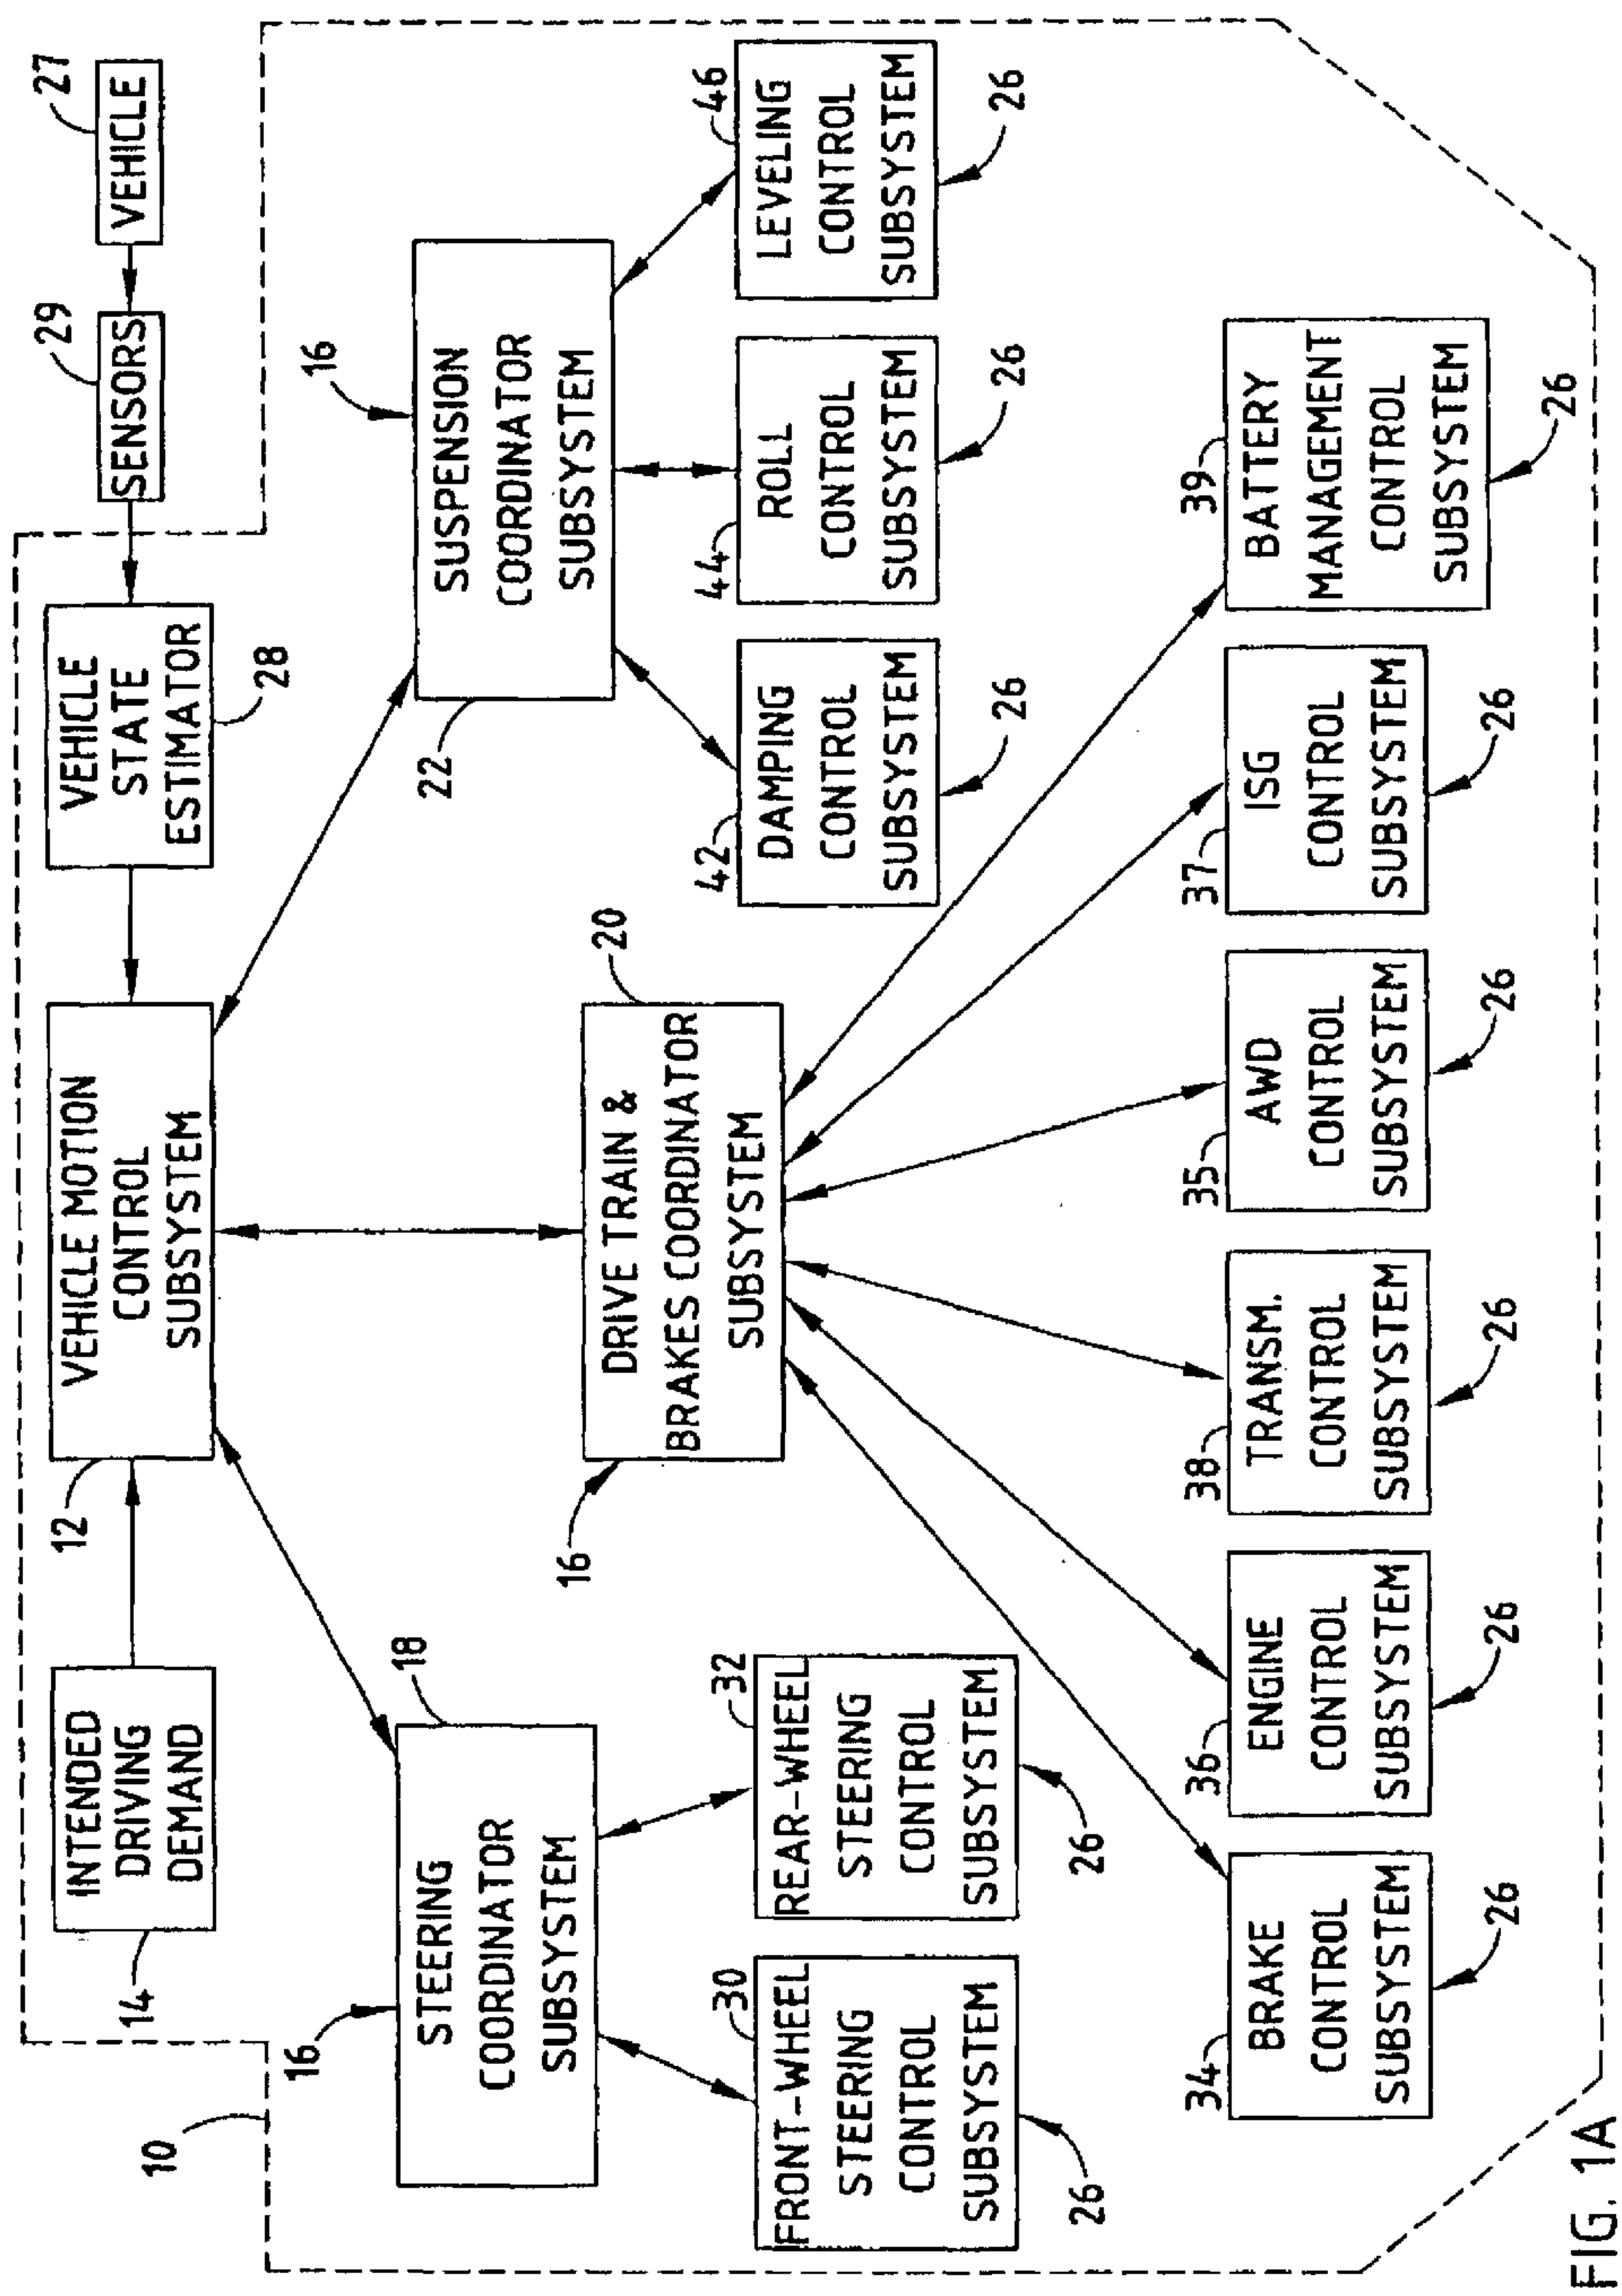 10
14
INTENDED
DRIVING
DEMAND
12
VEHICLE MOTION
CONTROL
SUBSYSTEM
VEHICLE
STATE
ESTIMATOR
28
29
SENSORS
27
VEHICLE
16
18
STEERING
COORDINATOR
SUBSYSTEM
22
16
SUSPENSION
COORDINATOR
SUBSYSTEM
16
20
DRIVE TRAIN &
BRAKES COORDINATOR
SUBSYSTEM
30
FRONT-WHEEL
STEERING
CONTROL
SUBSYSTEM
26
32
REAR-WHEEL
STEERING
CONTROL
SUBSYSTEM
26
42
DAMPING
CONTROL
SUBSYSTEM
26
44
ROLL
CONTROL
SUBSYSTEM
26
46
LEVELING
CONTROL
SUBSYSTEM
26
34
BRAKE
CONTROL
SUBSYSTEM
26
36
ENGINE
CONTROL
SUBSYSTEM
26
38
TRANSM.
CONTROL
SUBSYSTEM
26
35
AWD
CONTROL
SUBSYSTEM
26
37
ISG
CONTROL
SUBSYSTEM
26
39
BATTERY
MANAGEMENT
CONTROL
SUBSYSTEM
26
FIG. 1A